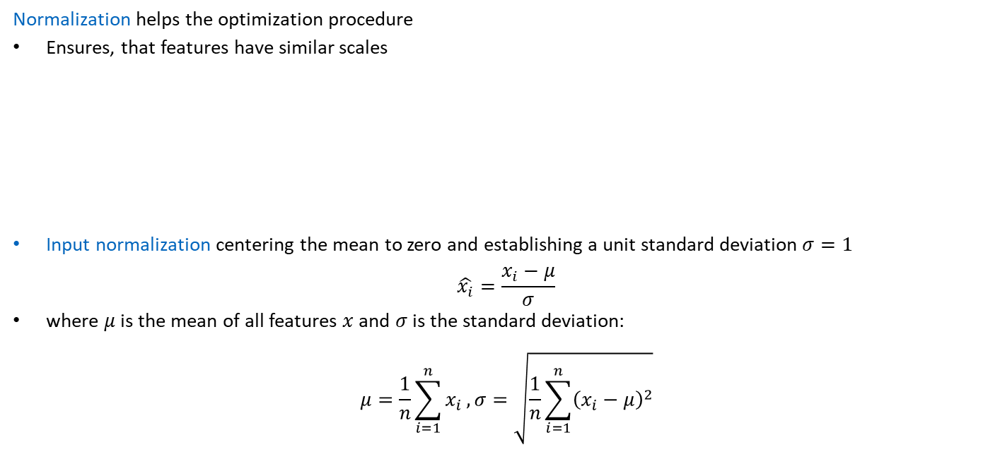 Normalization helps the optimization procedure
• Ensures, that features have similar scales
• Input normalization centering the mean to zero and establishing a unit standard deviation σ = 1
x̂ᵢ = (xᵢ − μ) / σ
• where μ is the mean of all features x and σ is the standard deviation:
μ = 1/n ∑ᵢ₌₁ⁿ xᵢ , σ = √(1/n ∑ᵢ₌₁ⁿ (xᵢ − μ)²)